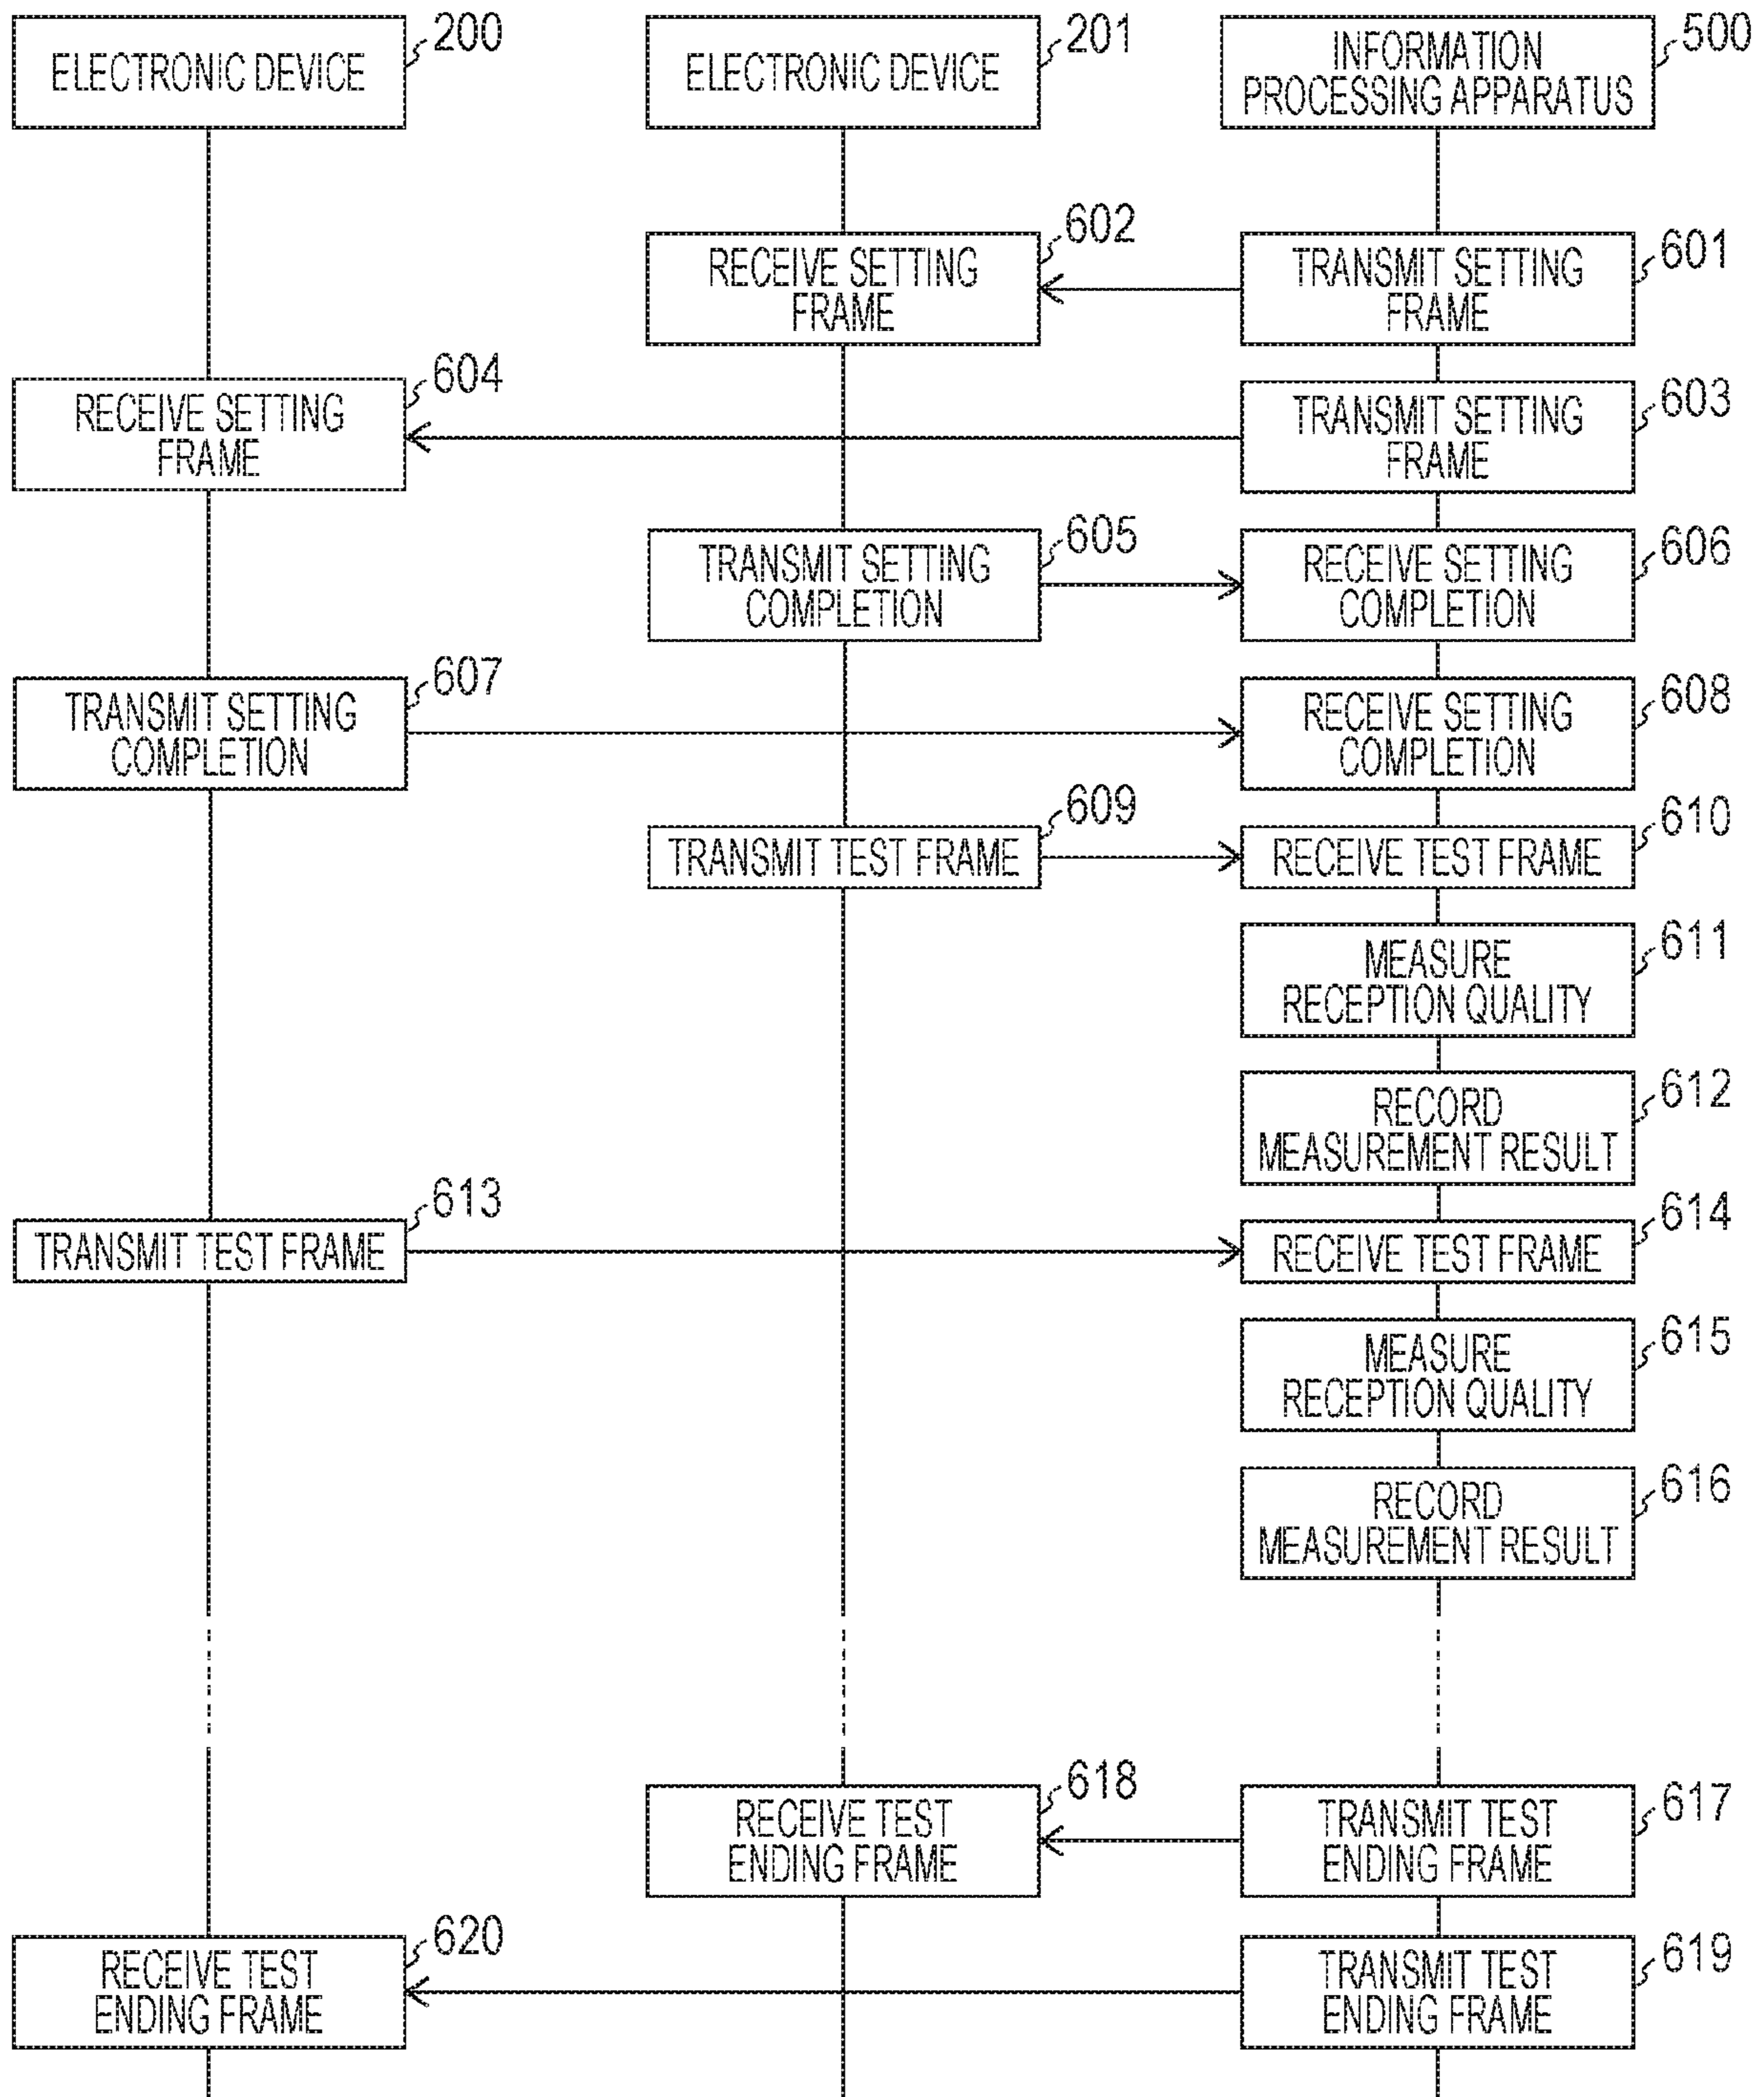 ELECTRONIC DEVICE
200
ELECTRONIC DEVICE
201
INFORMATION
PROCESSING APPARATUS
500
RECEIVE SETTING
FRAME
602
TRANSMIT SETTING
FRAME
601
RECEIVE SETTING
FRAME
604
TRANSMIT SETTING
FRAME
603
TRANSMIT SETTING
COMPLETION
605
RECEIVE SETTING
COMPLETION
606
TRANSMIT SETTING
COMPLETION
607
RECEIVE SETTING
COMPLETION
608
TRANSMIT TEST FRAME
609
RECEIVE TEST FRAME
610
MEASURE
RECEPTION QUALITY
611
RECORD
MEASUREMENT RESULT
612
TRANSMIT TEST FRAME
613
RECEIVE TEST FRAME
614
MEASURE
RECEPTION QUALITY
615
RECORD
MEASUREMENT RESULT
616
RECEIVE TEST
ENDING FRAME
618
TRANSMIT TEST
ENDING FRAME
617
RECEIVE TEST
ENDING FRAME
620
TRANSMIT TEST
ENDING FRAME
619